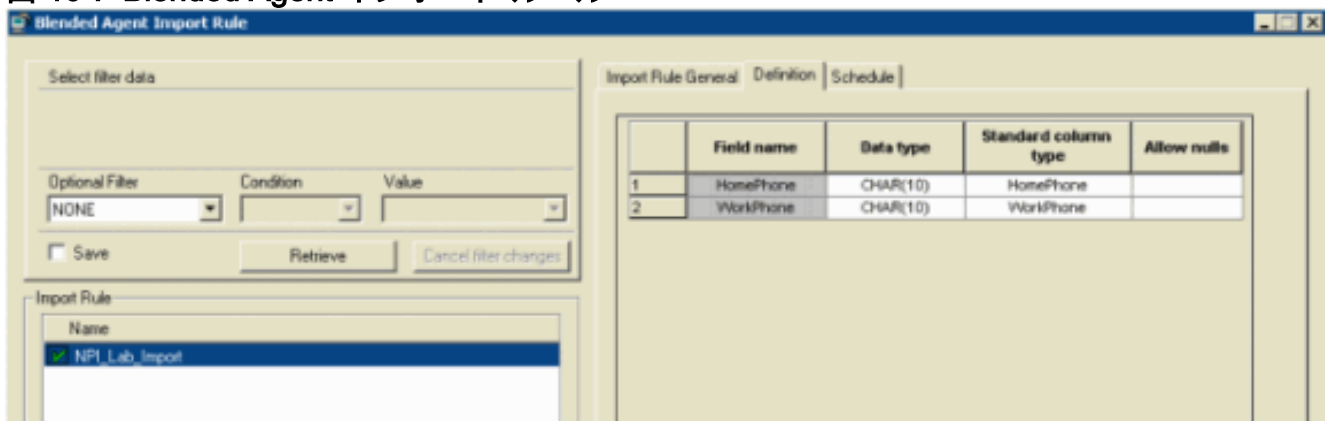 Blended Agent Import Rule
Select filter data
Optional Filter Condition Value
NONE
Save Retrieve Cancel filter changes
Import Rule
Name
NPI_Lab_Import
Import Rule General Definition Schedule
Field name Data type Standard column type Allow nulls
1 HomePhone CHAR(10) HomePhone
2 WorkPhone CHAR(10) WorkPhone